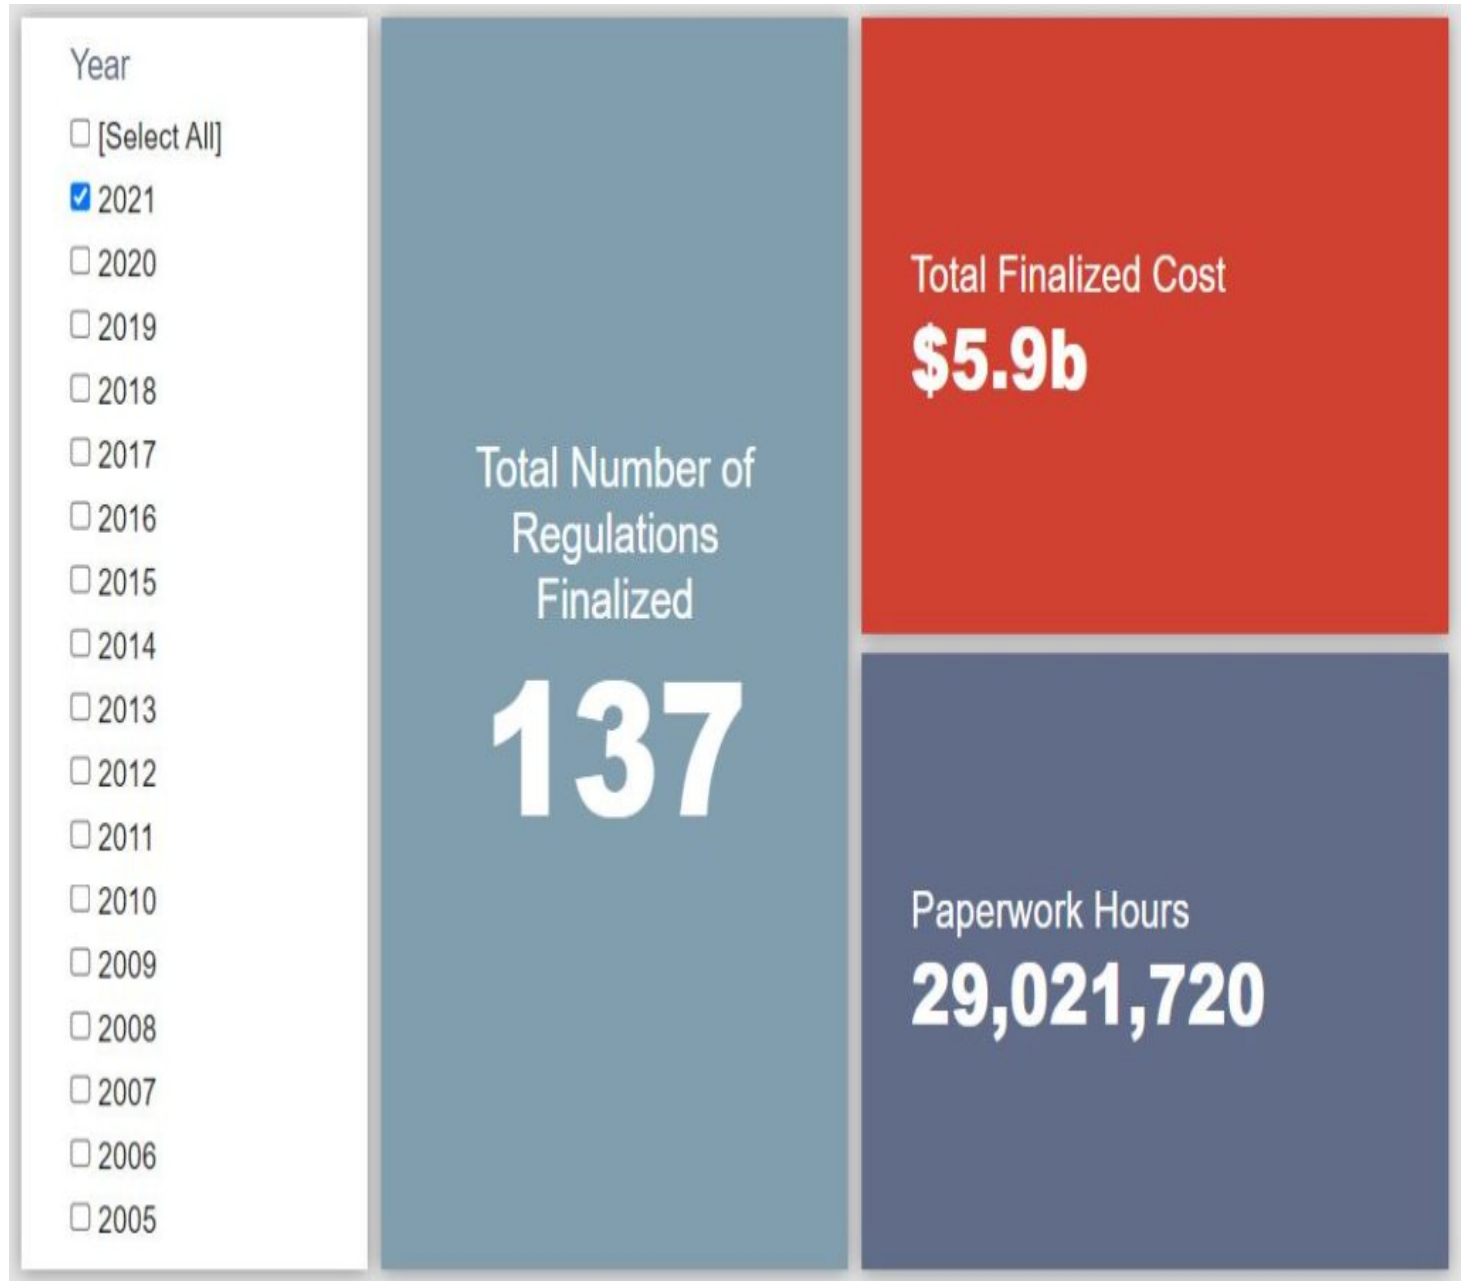 Year
[Select All]
2021
2020
2019
2018
2017
2016
2015
2014
2013
2012
2011
2010
2009
2008
2007
2006
2005
Total Number of
Regulations
Finalized
137
Total Finalized Cost
$5.9b
Paperwork Hours
29,021,720